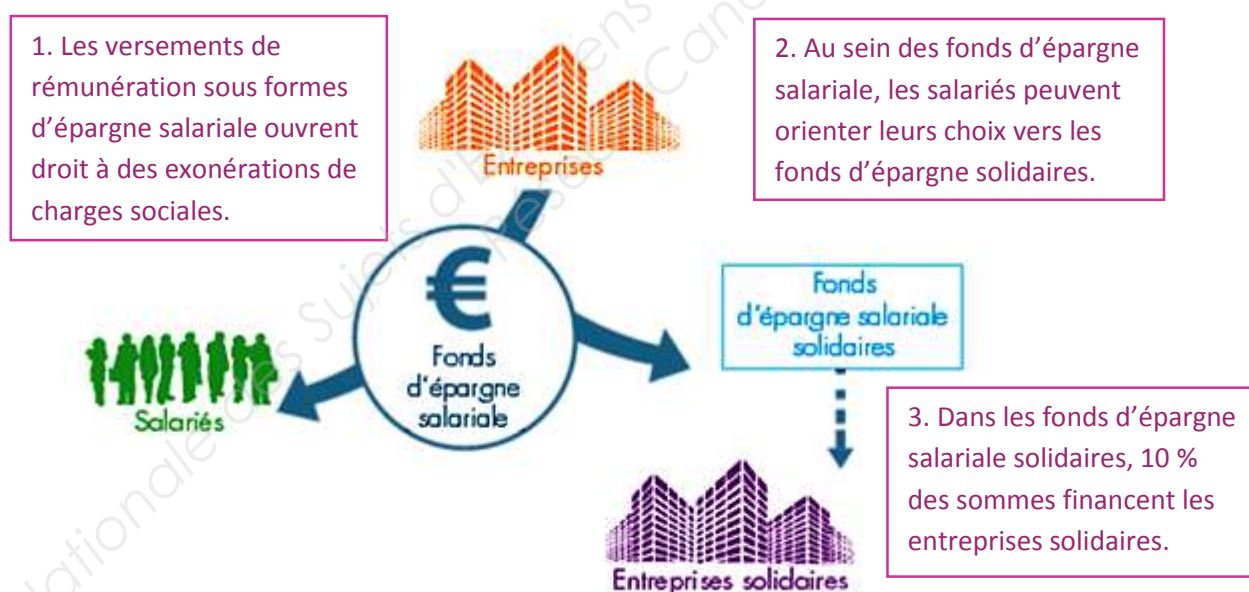 1. Les versements de
rémunération sous formes
d’épargne salariale ouvrent
droit à des exonérations de
charges sociales.
Entreprises
2. Au sein des fonds d’épargne
salariale, les salariés peuvent
orienter leurs choix vers les
fonds d’épargne solidaires.
€
Fonds
d'épargne
salariale
Salariés
Fonds
d'épargne salariale
solidaires
3. Dans les fonds d’épargne
salariale solidaires, 10 %
des sommes financent les
entreprises solidaires.
Entreprises solidaires